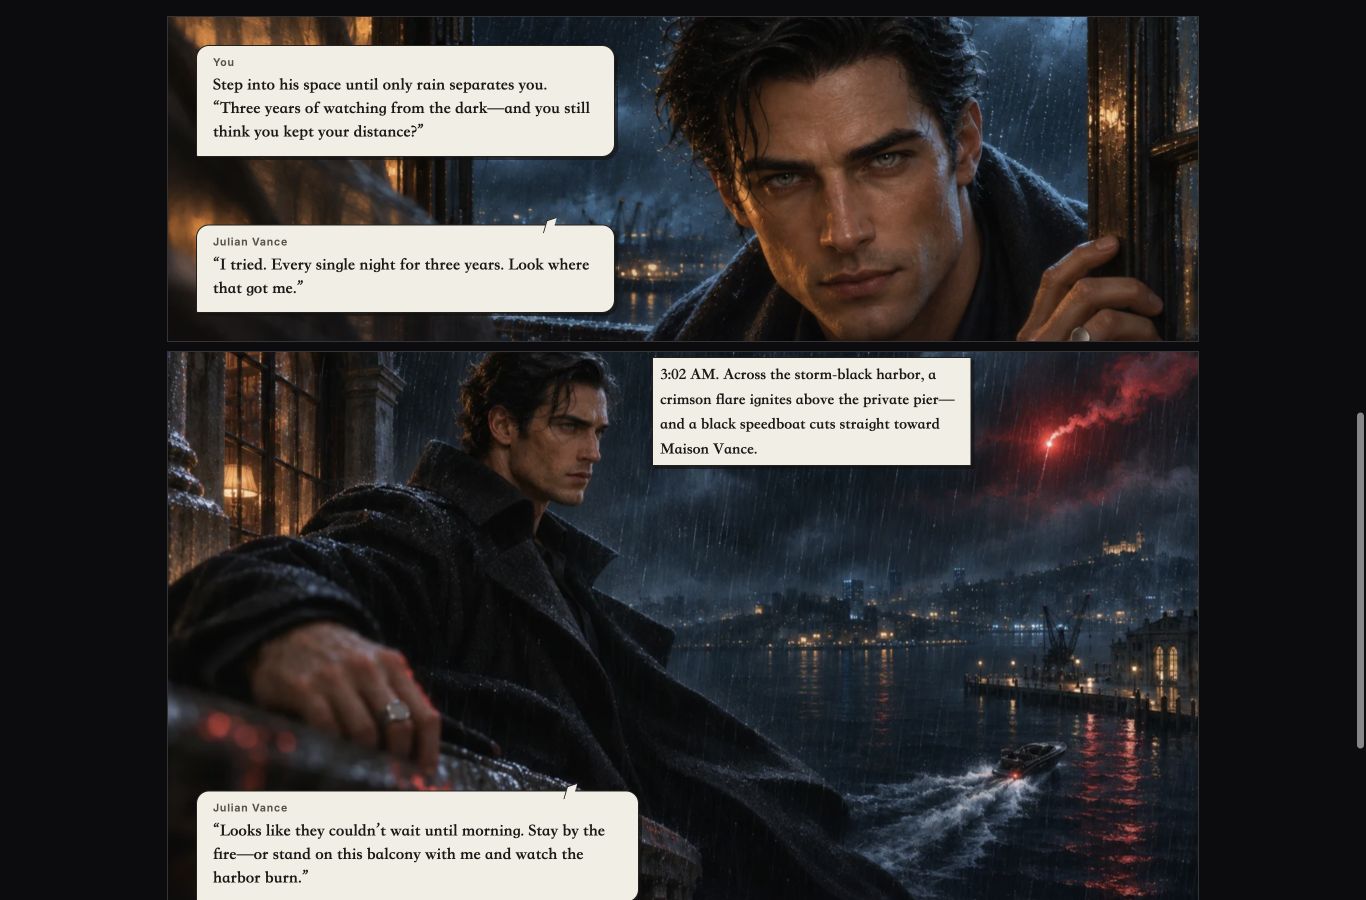 You
Step into his space until only rain separates you.
“Three years of watching from the dark—and you still
think you kept your distance?”
Julian Vance
“I tried. Every single night for three years. Look where
that got me.”
3:02 AM. Across the storm-black harbor, a
crimson flare ignites above the private pier—
and a black speedboat cuts straight toward
Maison Vance.
Julian Vance
“Looks like they couldn’t wait until morning. Stay by the
fire—or stand on this balcony with me and watch the
harbor burn.”